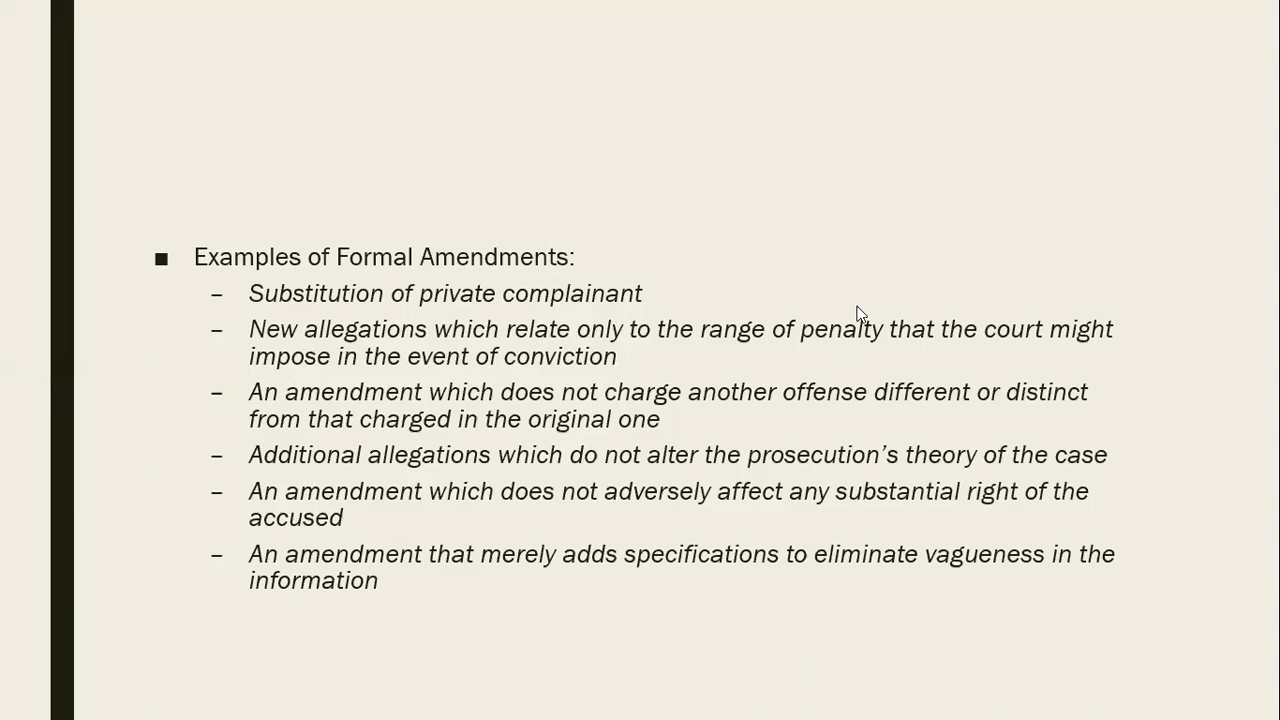 ■ Examples of Formal Amendments:
– Substitution of private complainant
– New allegations which relate only to the range of penalty that the court might
impose in the event of conviction
– An amendment which does not charge another offense different or distinct
from that charged in the original one
– Additional allegations which do not alter the prosecution’s theory of the case
– An amendment which does not adversely affect any substantial right of the
accused
– An amendment that merely adds specifications to eliminate vagueness in the
information